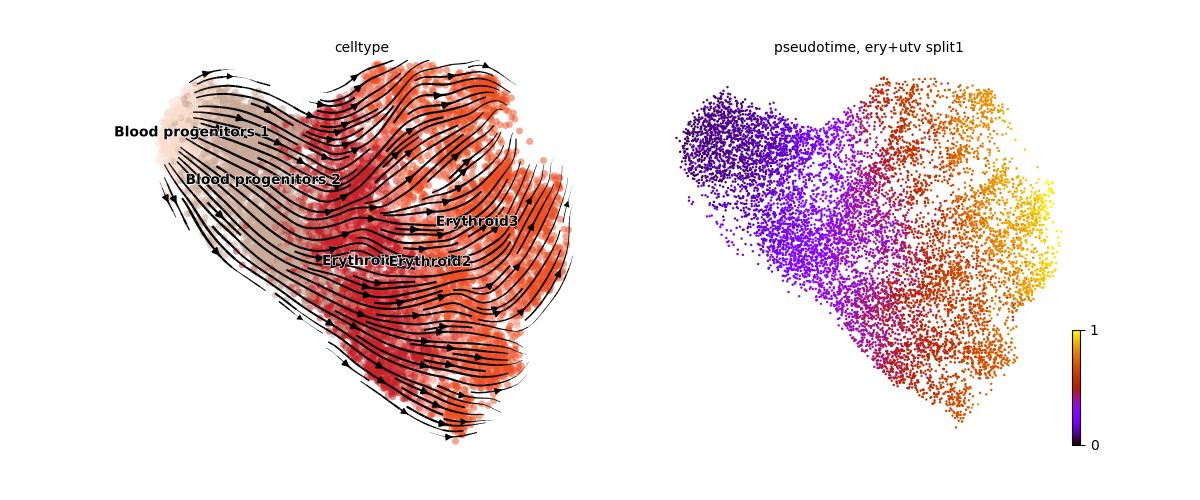 celltype
pseudotime, ery+utv split1
Blood progenitors 1
Blood progenitors 2
Erythroid3
Erythroid2
1
0